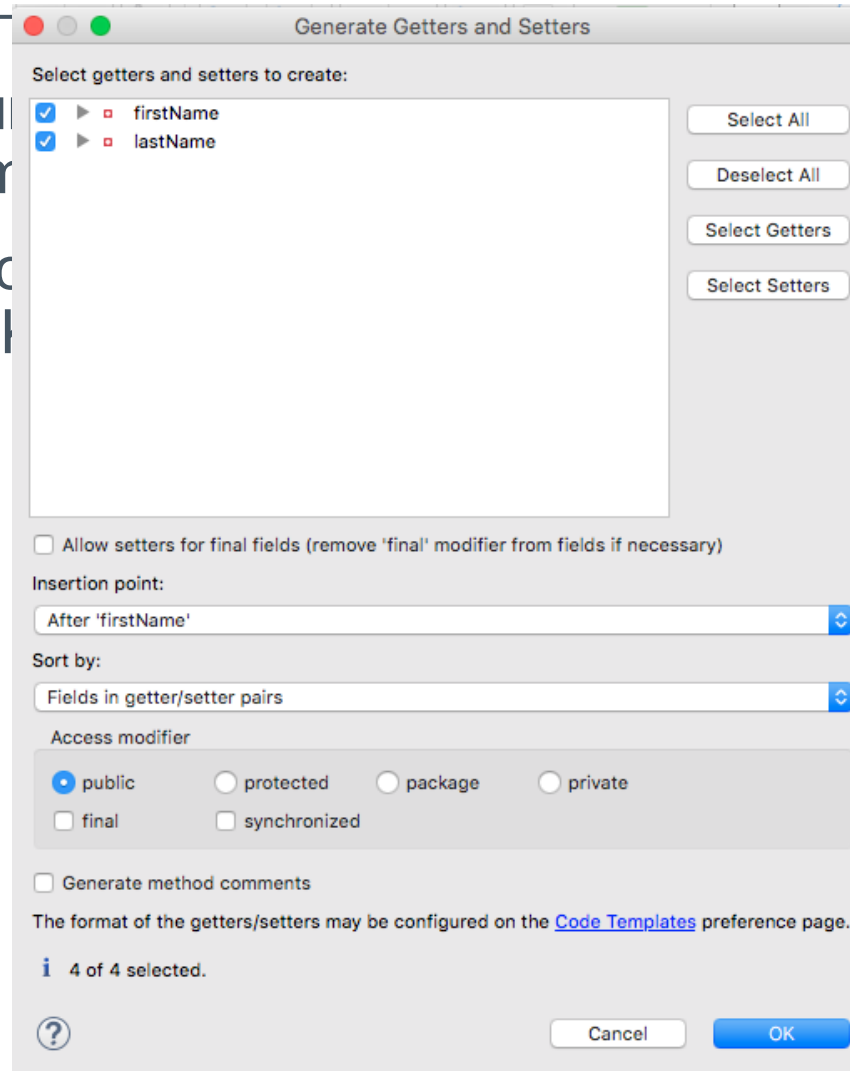 Generate Getters and Setters
Select getters and setters to create:
firstName
lastName
Select All
Deselect All
Select Getters
Select Setters
Allow setters for final fields (remove 'final' modifier from fields if necessary)
Insertion point:
After 'firstName'
Sort by:
Fields in getter/setter pairs
Access modifier
public protected package private
final synchronized
Generate method comments
The format of the getters/setters may be configured on the Code Templates preference page.
i 4 of 4 selected.
? Cancel OK